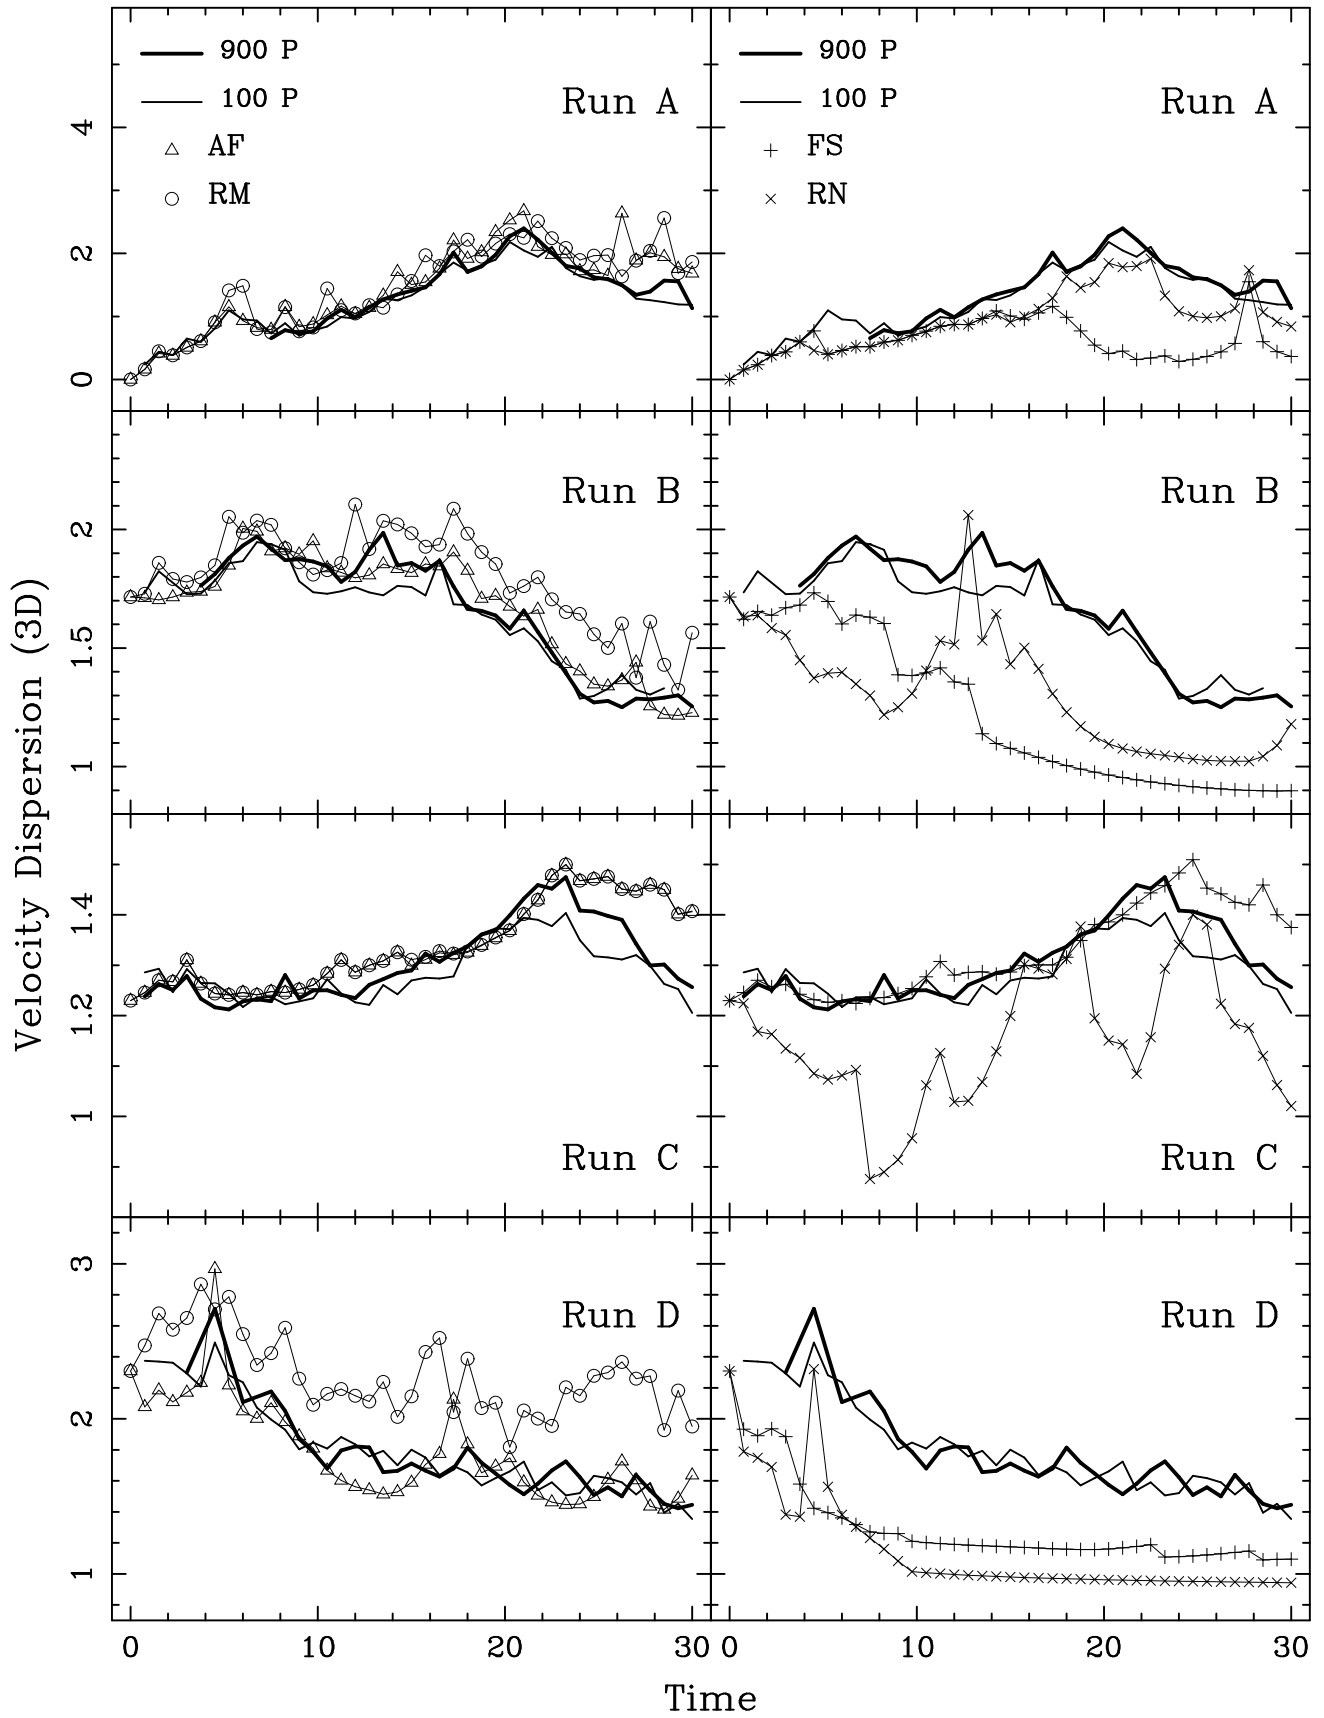 900 P
100 P
AF
RM
Run A
900 P
100 P
FS
RN
Run A
4
2
0
Run B
Run B
2
1.5
1
Run C
Run C
1.4
1.2
1
Run D
Run D
3
2
1
Velocity Dispersion (3D)
0 10 20 30 0 10 20 30
Time